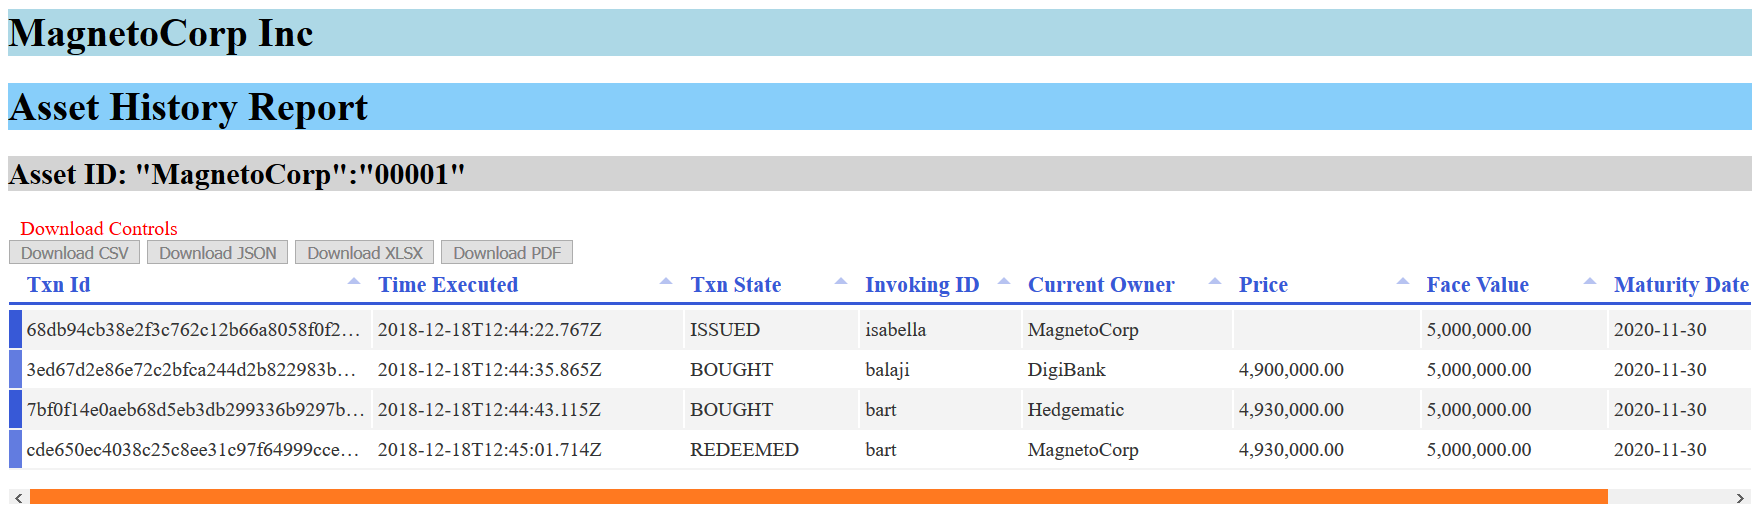 MagnetoCorp Inc
Asset History Report
Asset ID: "MagnetoCorp":"00001"
Download Controls
Download CSV Download JSON Download XLSX Download PDF
Txn Id Time Executed Txn State Invoking ID Current Owner Price Face Value Maturity Date
68db94cb38e2f3c762c12b66a8058f0f2… 2018-12-18T12:44:22.767Z ISSUED isabella MagnetoCorp 5,000,000.00 2020-11-30
3ed67d2e86e72c2bfca244d2b822983b… 2018-12-18T12:44:35.865Z BOUGHT balaji DigiBank 4,900,000.00 5,000,000.00 2020-11-30
7bf0f14e0aeb68d5eb3db299336b9297b… 2018-12-18T12:44:43.115Z BOUGHT bart Hedgematic 4,930,000.00 5,000,000.00 2020-11-30
cde650ec4038c25c8ee31c97f64999cce… 2018-12-18T12:45:01.714Z REDEEMED bart MagnetoCorp 4,930,000.00 5,000,000.00 2020-11-30